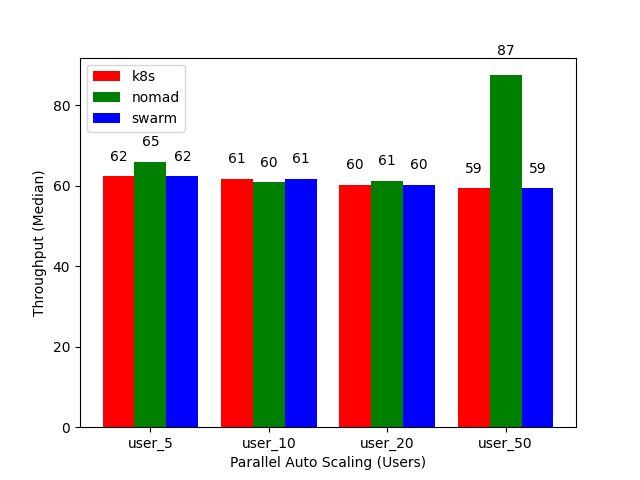 87
80
60
40
20
0
k8s
nomad
swarm
62 65 62
61 60 61
60 61 60
59 59
user_5 user_10 user_20 user_50
Parallel Auto Scaling (Users)
Throughput (Median)